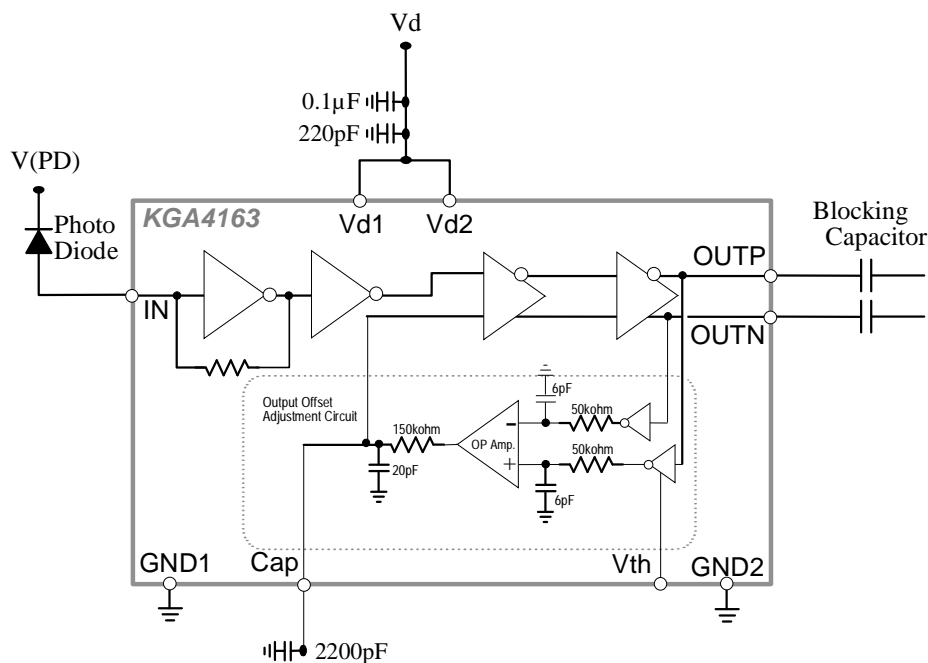 Vd
0.1µF
220pF
V(PD)
Photo
Diode
KGA4163
Vd1
Vd2
Blocking
Capacitor
OUTP
IN
OUTN
Output Offset
Adjustment Circuit
6pF
50kohm
150kohm
-
OP Amp.
50kohm
+
20pF
6pF
GND1
Cap
Vth
GND2
2200pF